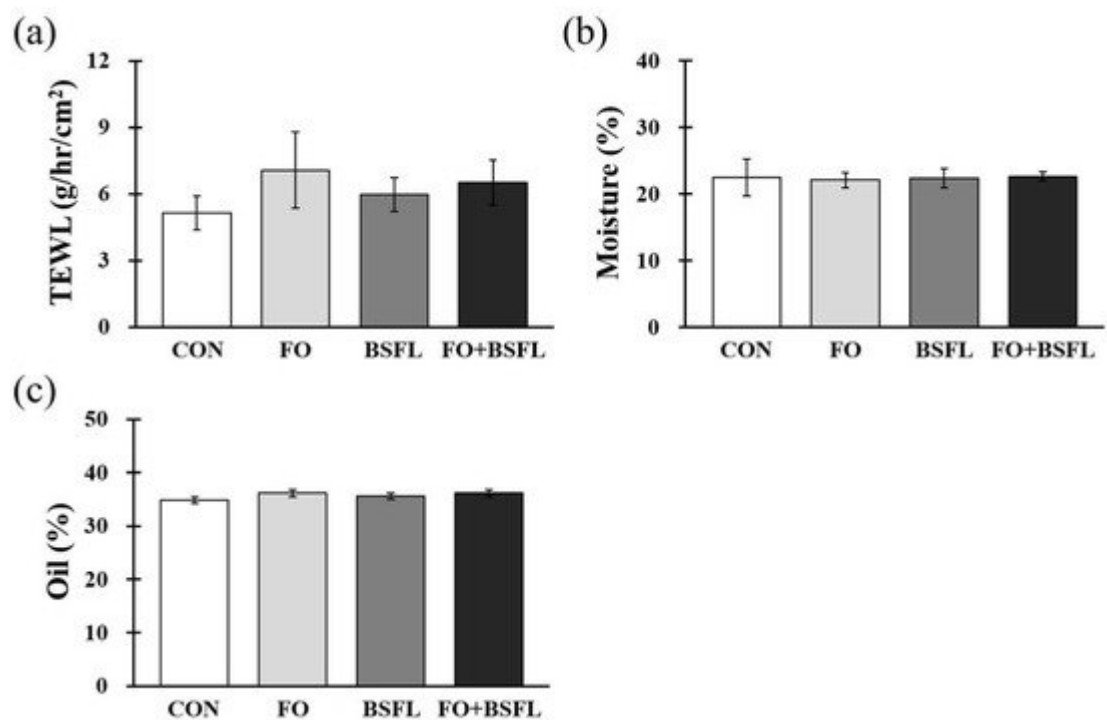 (a)
TEWL (g/hr/cm²)
12
9
6
3
0
CON FO BSFL FO+BSFL
(b)
Moisture (%)
40
30
20
10
0
CON FO BSFL FO+BSFL
(c)
Oil (%)
50
40
30
20
10
0
CON FO BSFL FO+BSFL